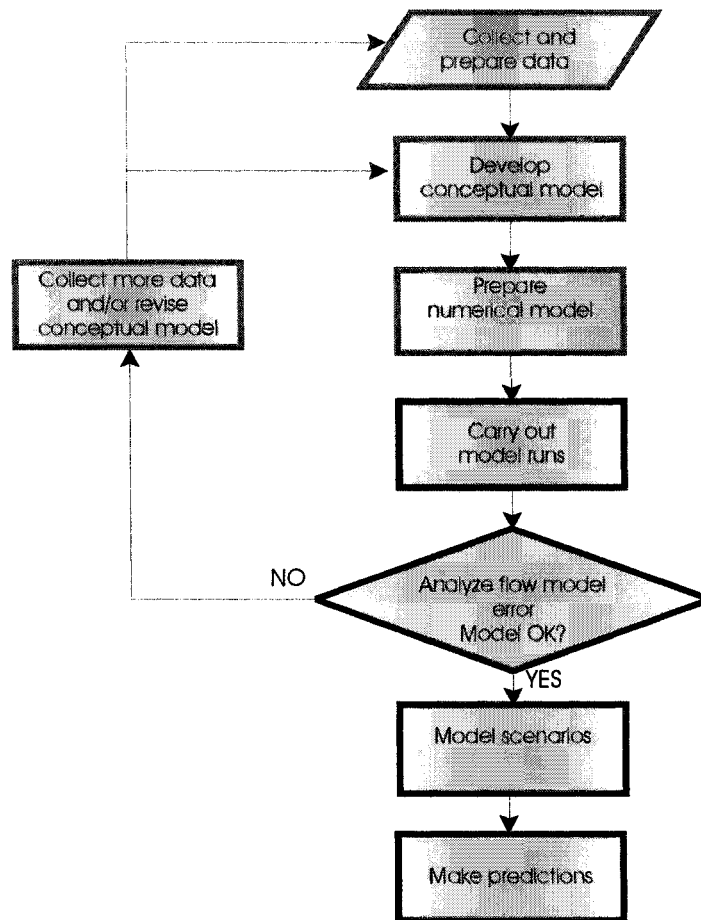 Collect and
prepare data
Develop
conceptual model
Collect more data
and/or revise
conceptual model
Prepare
numerical model
Carry out
model runs
NO
Analyze flow model
error
Model OK?
YES
Model scenarios
Make predictions